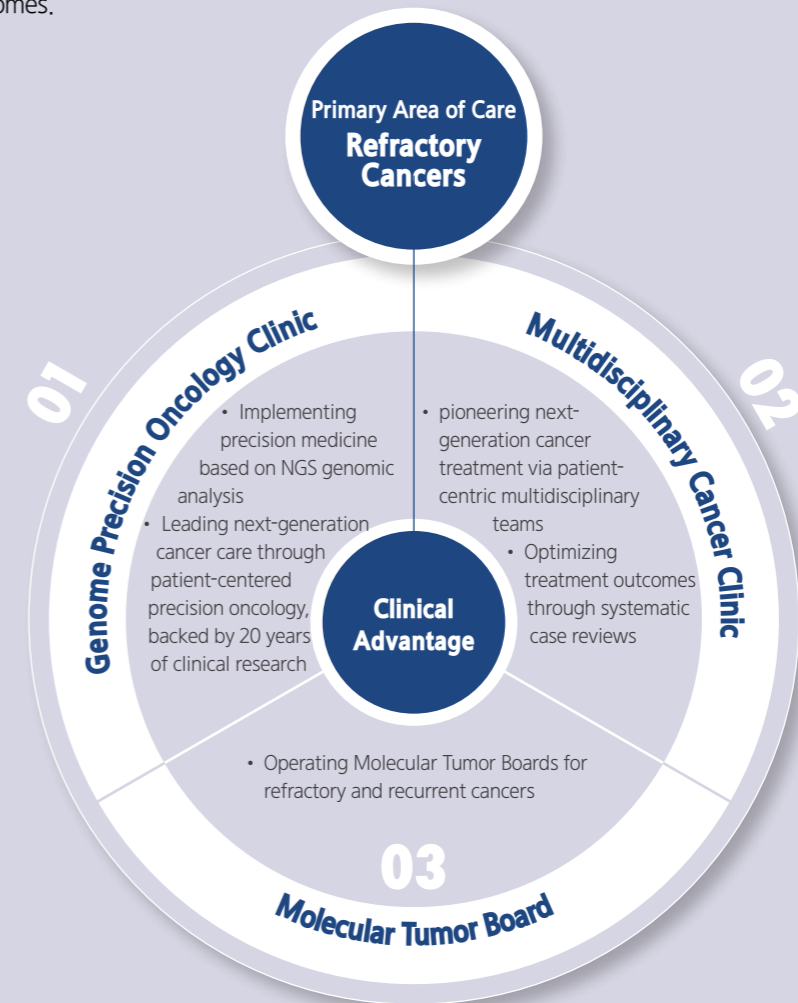 omes.
Primary Area of Care
Refractory
Cancers
01
Genome Precision Oncology Clinic
• Implementing
precision medicine
based on NGS genomic
analysis
• Leading next-generation
cancer care through
patient-centered
precision oncology,
backed by 20 years
of clinical research
02
Multidisciplinary Cancer Clinic
• pioneering next-
generation cancer
treatment via patient-
centric multidisciplinary
teams
• Optimizing
treatment outcomes
through systematic
case reviews
Clinical
Advantage
• Operating Molecular Tumor Boards for
refractory and recurrent cancers
03
Molecular Tumor Board